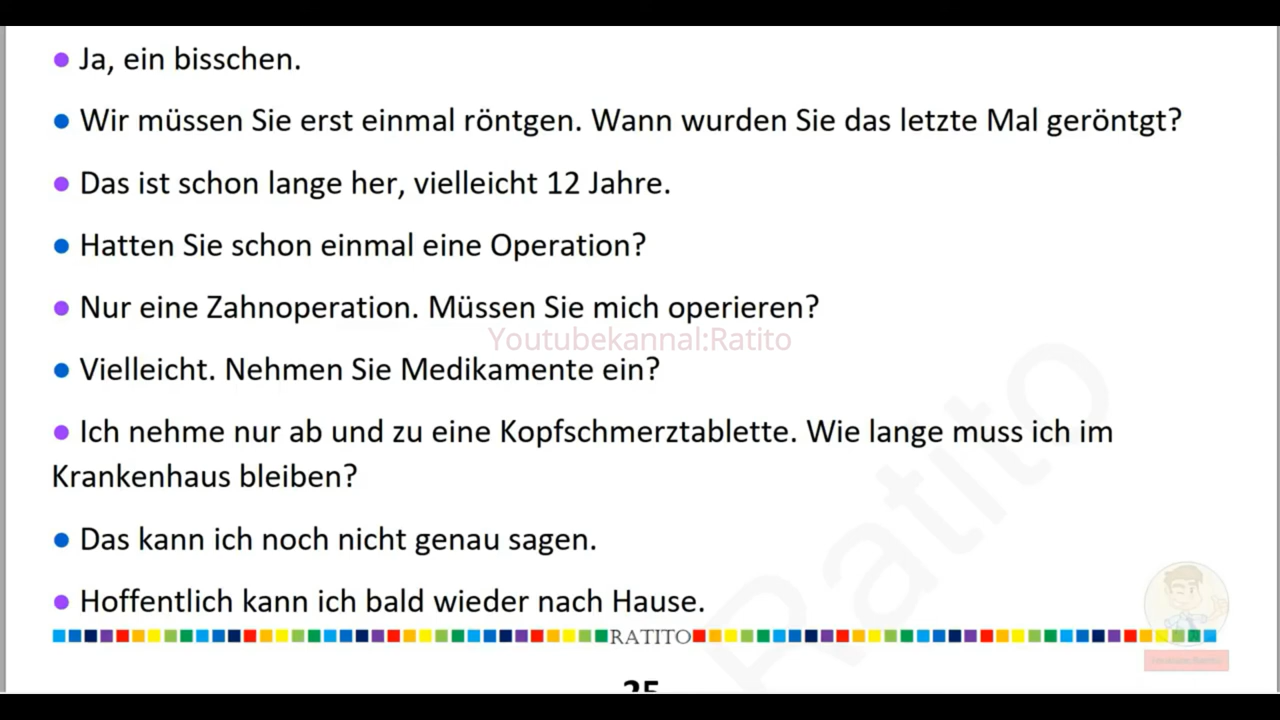 ● Ja, ein bisschen.
● Wir müssen Sie erst einmal röntgen. Wann wurden Sie das letzte Mal geröntgt?
● Das ist schon lange her, vielleicht 12 Jahre.
● Hatten Sie schon einmal eine Operation?
● Nur eine Zahnoperation. Müssen Sie mich operieren?
Youtubekannal:Ratito
● Vielleicht. Nehmen Sie Medikamente ein?
● Ich nehme nur ab und zu eine Kopfschmerztablette. Wie lange muss ich im
Krankenhaus bleiben?
● Das kann ich noch nicht genau sagen.
● Hoffentlich kann ich bald wieder nach Hause.
Ratito
RATITO